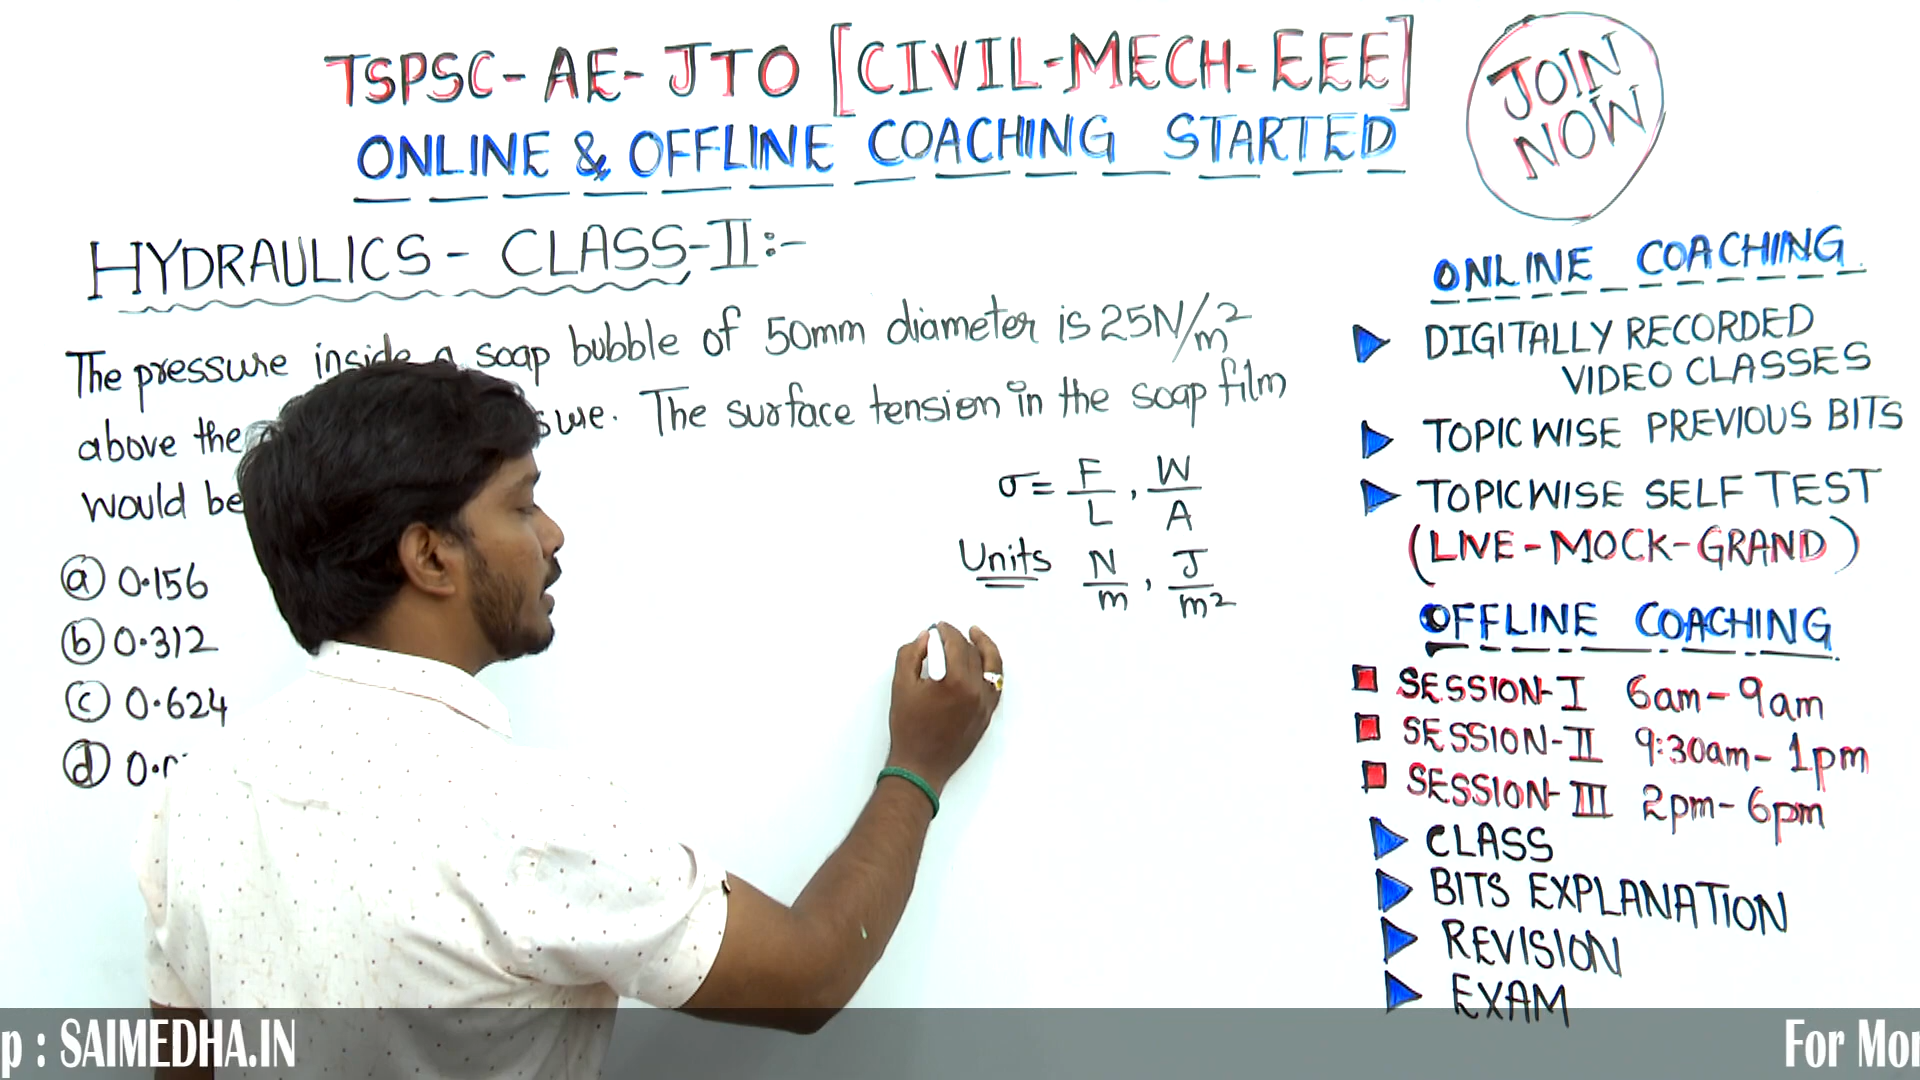 TSPSC-AE-JTO [CIVIL-MECH-EEE]
ONLINE & OFFLINE COACHING STARTED
JOIN
NOW
HYDRAULICS - CLASS-II:-
The pressure inside soap bubble of 50mm diameter is 25N/m²
above the The surface tension in the soap film
would be
ⓐ 0.156
ⓑ 0.312
ⓒ 0.624
ⓓ
σ = F/L , W/A
Units N/m , J/m²
ONLINE COACHING
DIGITALLY RECORDED
VIDEO CLASSES
TOPICWISE PREVIOUS BITS
TOPICWISE SELF TEST
(LIVE-MOCK-GRAND)
OFFLINE COACHING
SESSION-I 6am-9am
SESSION-II 9:30am-1pm
SESSION-III 2pm-6pm
CLASS
BITS EXPLANATION
REVISION
EXAM
p : SAIMEDHA.IN
For Mor